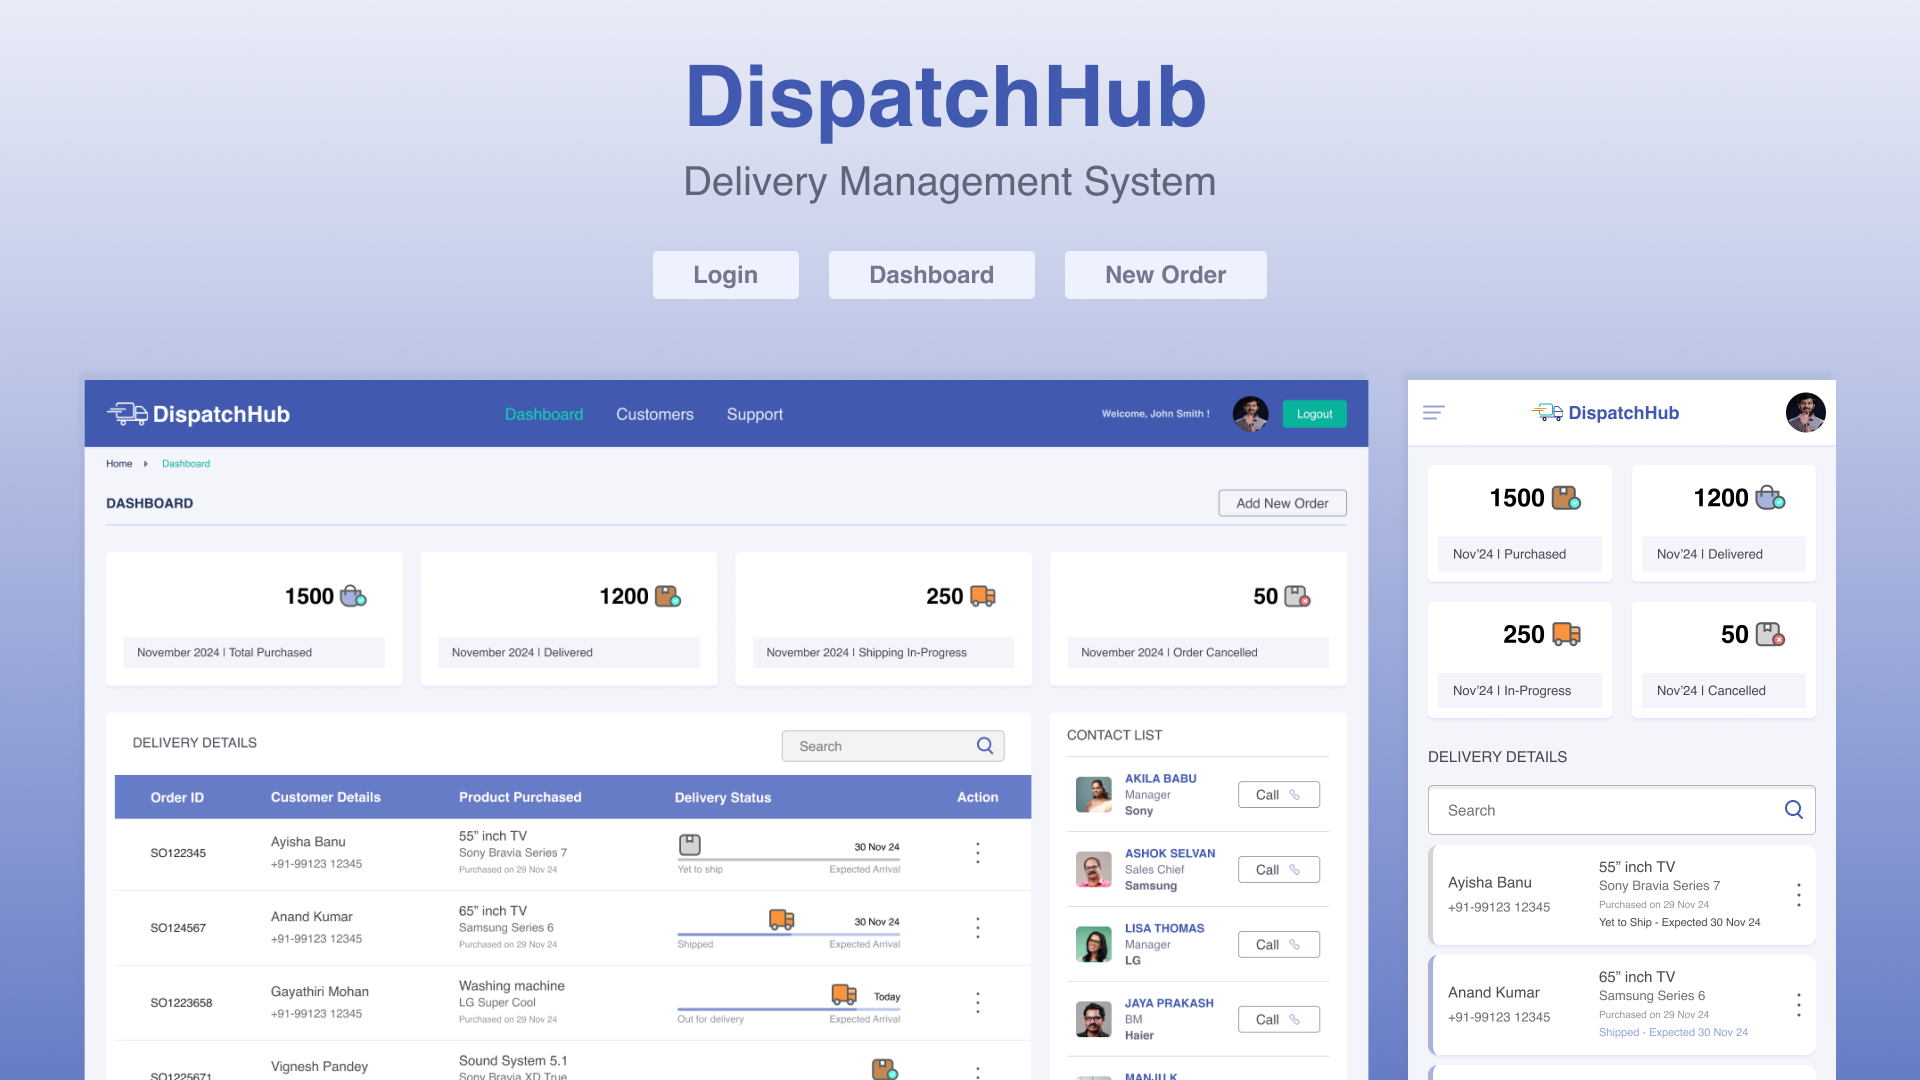 DispatchHub
Delivery Management System
Login
Dashboard
New Order
DispatchHub
Dashboard
Customers
Support
Welcome, John Smith !
Logout
Home
Dashboard
DASHBOARD
Add New Order
1500
November 2024 | Total Purchased
1200
November 2024 | Delivered
250
November 2024 | Shipping In-Progress
50
November 2024 | Order Cancelled
DELIVERY DETAILS
Search
Order ID
Customer Details
Product Purchased
Delivery Status
Action
SO122345
Ayisha Banu
+91-99123 12345
55” inch TV
Sony Bravia Series 7
Purchased on 29 Nov 24
30 Nov 24
Yet to ship
Expected Arrival
SO124567
Anand Kumar
+91-99123 12345
65” inch TV
Samsung Series 6
Purchased on 29 Nov 24
30 Nov 24
Shipped
Expected Arrival
SO1223658
Gayathiri Mohan
+91-99123 12345
Washing machine
LG Super Cool
Purchased on 29 Nov 24
Today
Out for delivery
Expected Arrival
SO1225671
Vignesh Pandey
Sound System 5.1
Sony Bravia XD True
CONTACT LIST
AKILA BABU
Manager
Sony
Call
ASHOK SELVAN
Sales Chief
Samsung
Call
LISA THOMAS
Manager
LG
Call
JAYA PRAKASH
BM
Haier
Call
MANJU K
DispatchHub
1500
Nov’24 | Purchased
1200
Nov’24 | Delivered
250
Nov’24 | In-Progress
50
Nov’24 | Cancelled
DELIVERY DETAILS
Search
Ayisha Banu
+91-99123 12345
55” inch TV
Sony Bravia Series 7
Purchased on 29 Nov 24
Yet to Ship - Expected 30 Nov 24
Anand Kumar
+91-99123 12345
65” inch TV
Samsung Series 6
Purchased on 29 Nov 24
Shipped - Expected 30 Nov 24